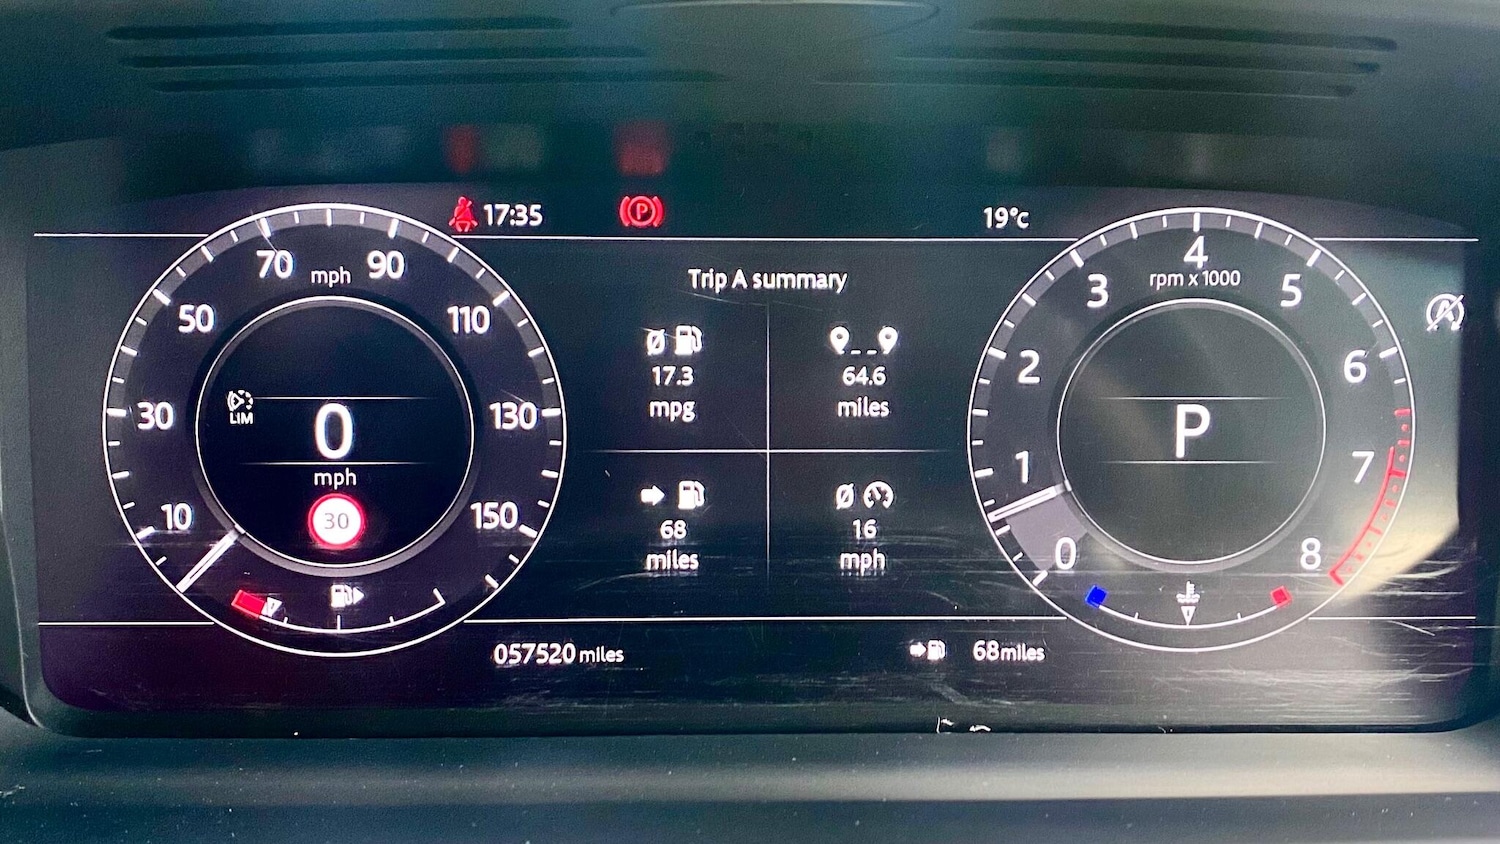 17:35
P
19°c
70 mph 90
50
110
30
130
LIM
0
mph
30
10
150
Trip A summary
Ø
17.3
mpg
64.6
miles
68
miles
Ø
16
mph
4
rpm x 1000
3
5
2
6
1
7
0
8
P
A
057520 miles
68 miles